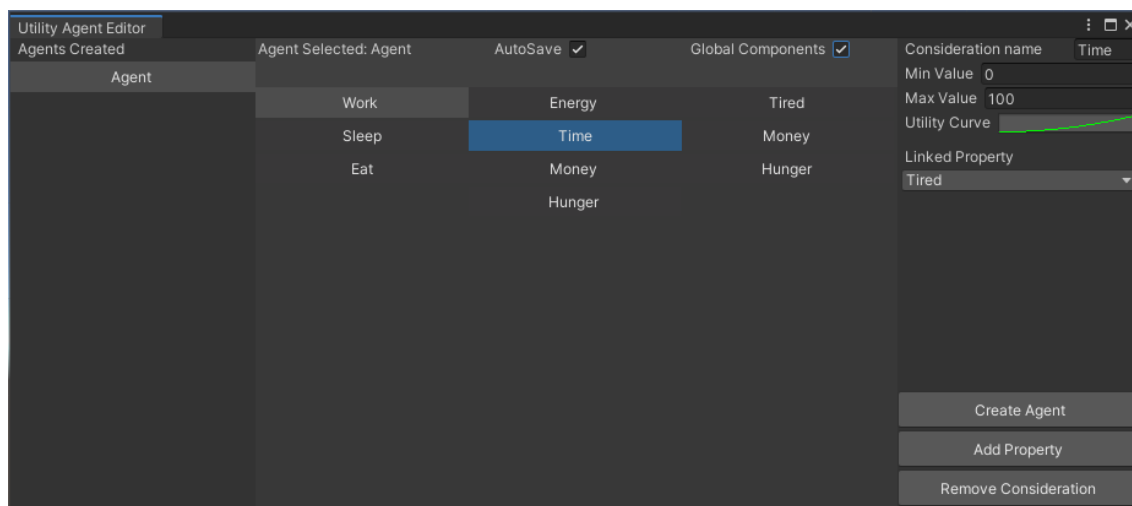 Utility Agent Editor
Agents Created
Agent
Agent Selected: Agent
AutoSave
Global Components
Work
Energy
Tired
Sleep
Time
Money
Eat
Money
Hunger
Hunger
Consideration name Time
Min Value 0
Max Value 100
Utility Curve
Linked Property
Tired
Create Agent
Add Property
Remove Consideration